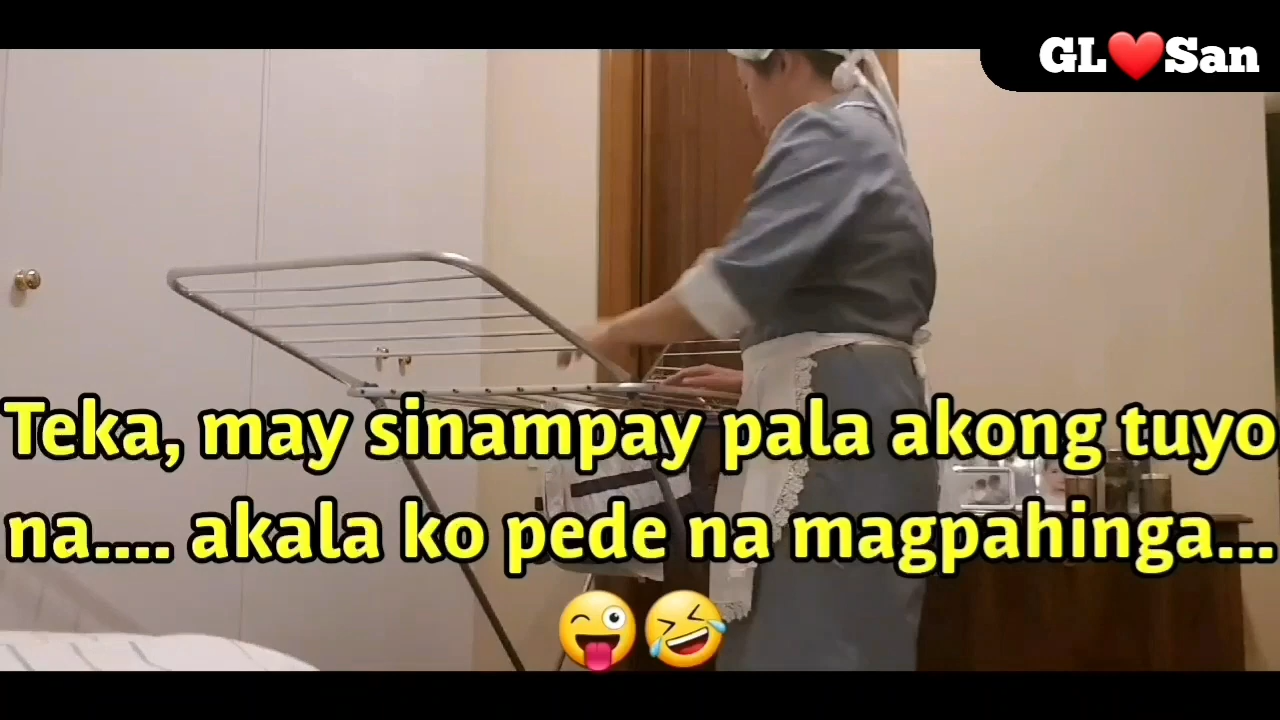 GL❤️San
Teka, may sinampay pala akong tuyo
na.... akala ko pede na magpahinga...
😜🤣